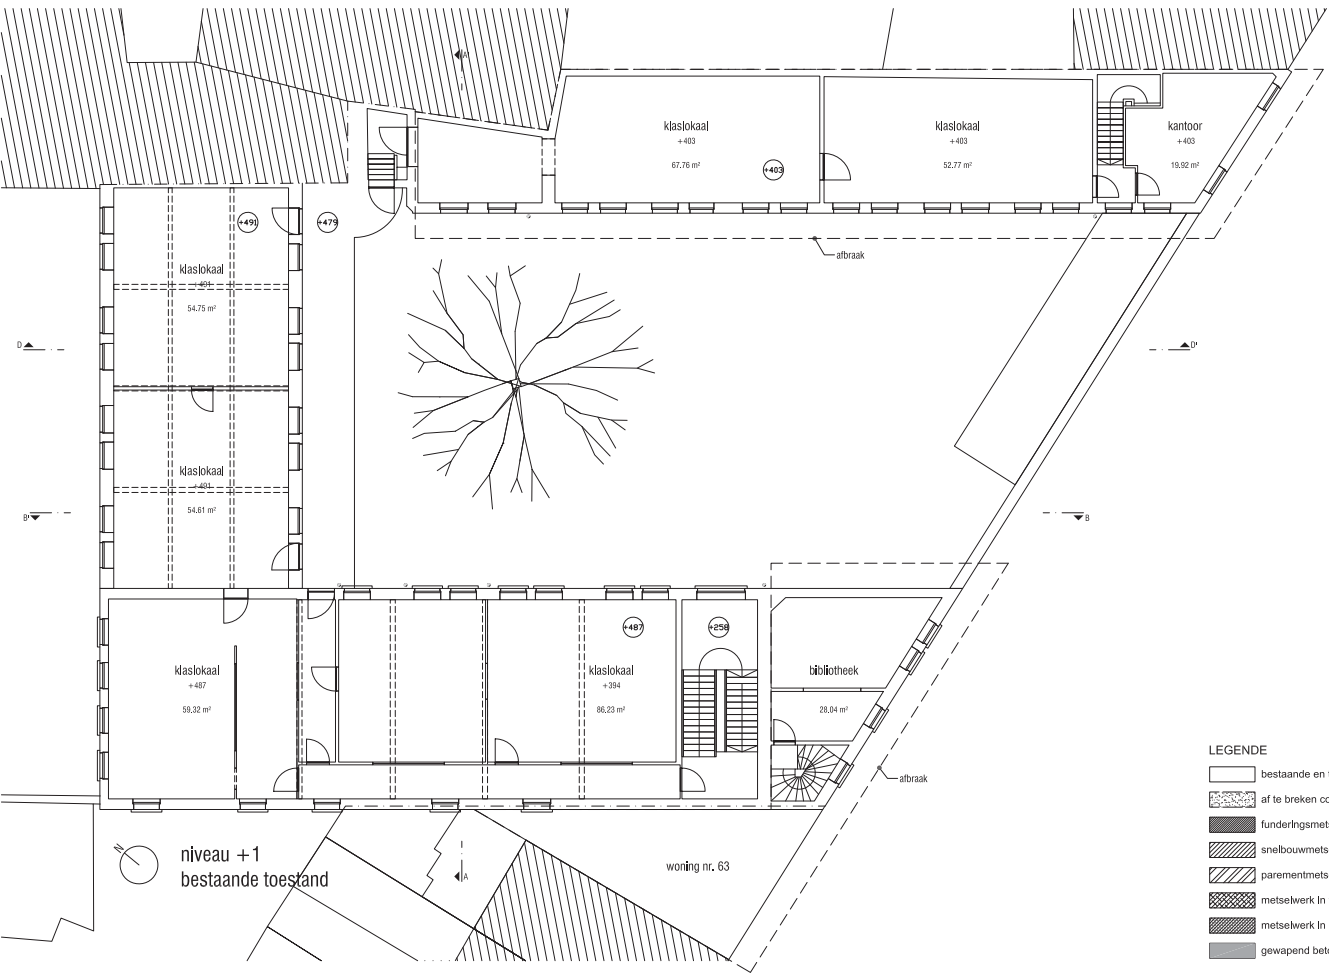 A'
klaslokaal
+403
67.76 m²
+403
klaslokaal
+403
52.77 m²
kantoor
+403
19.92 m²
+491
+479
afbraak
klaslokaal
+491
54.75 m²
D
D'
klaslokaal
+491
54.61 m²
B'
B
klaslokaal
+487
59,32 m²
+487
+258
klaslokaal
+394
86,23 m²
bibliotheek
28,04 m²
afbraak
N
niveau +1
bestaande toestand
A
woning nr. 63
LEGENDE
bestaande en
af te breken
funderingsmets
snelbouwmets
parementmets
metselwerk in
metselwerk in
gewapend